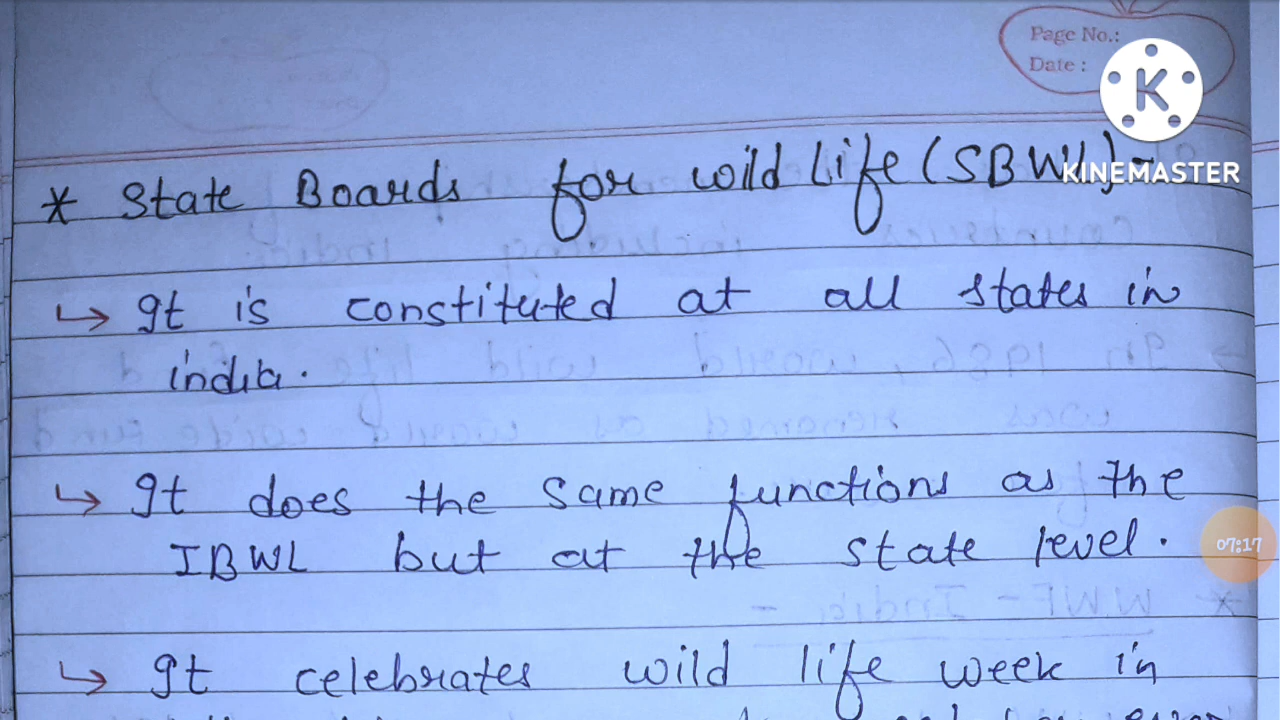 Page No.:
Date :
K
KINEMASTER
* State Boards for wild Life (SBWL)-
↳ It is constituted at all states in
india.
↳ It does the same functions as the
IBWL but at the state level.
07:17
↳ It celebrates wild life week in